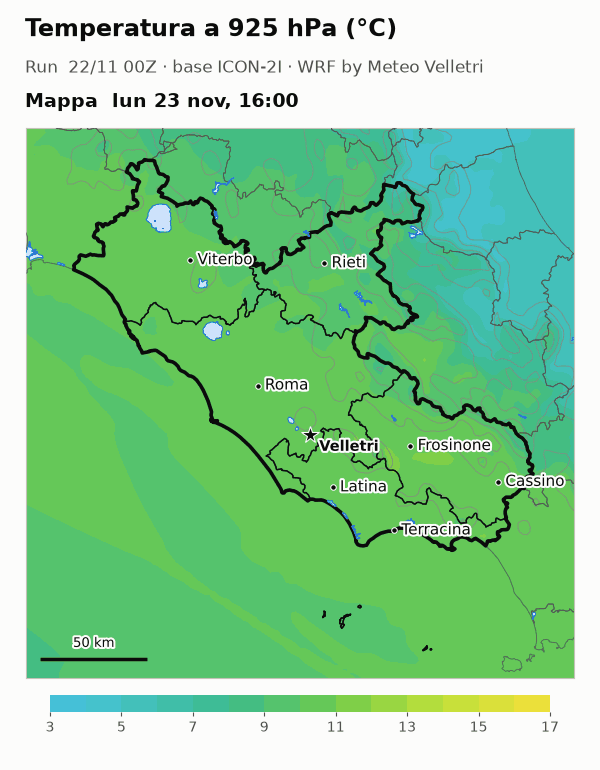 Temperatura a 925 hPa (°C)
Run  22/11 00Z · base ICON-2I · WRF by Meteo Velletri
Mappa  lun 23 nov, 16:00
Viterbo
Rieti
Roma
Velletri
Frosinone
Cassino
Latina
Terracina
50 km
3 5 7 9 11 13 15 17